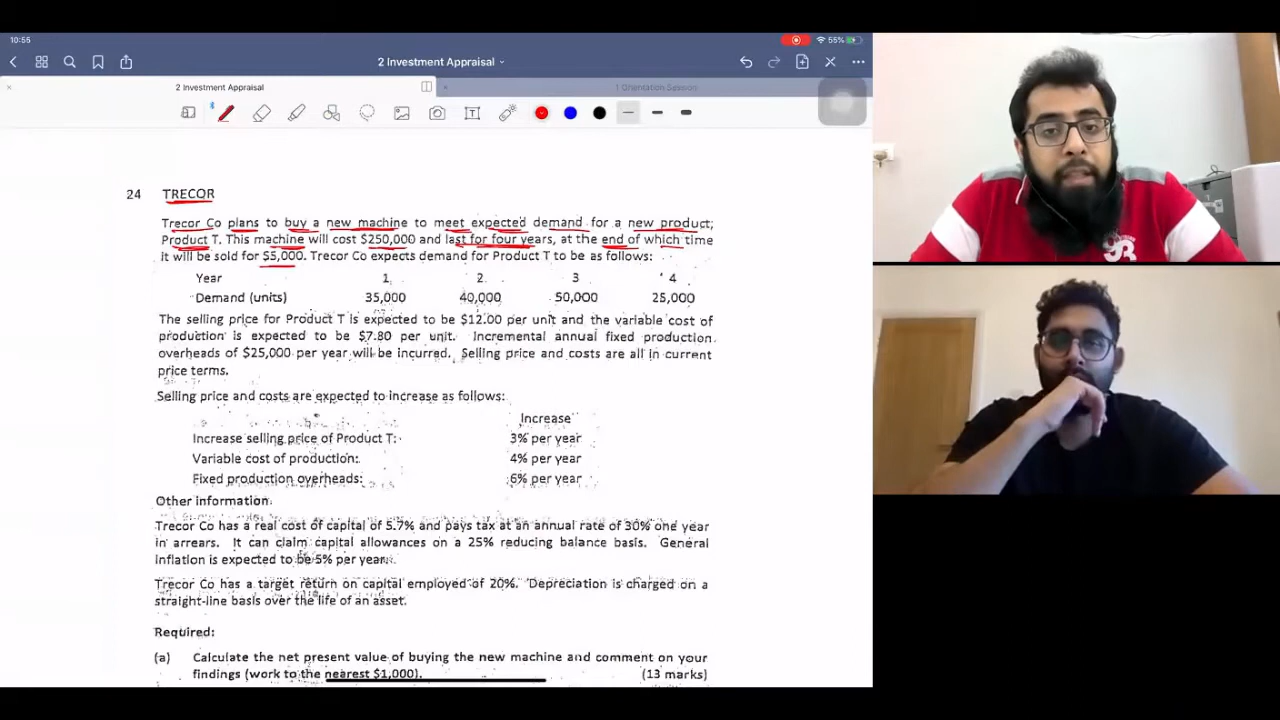 10:55
55%
2 Investment Appraisal
2 Investment Appraisal
1 Orientation Session
24 TRECOR
Trecor Co plans to buy a new machine to meet expected demand for a new product;
Product T. This machine will cost $250,000 and last for four years, at the end of which time
it will be sold for $5,000. Trecor Co expects demand for Product T to be as follows:
Year 1 2 3 4
Demand (units) 35,000 40,000 50,000 25,000
The selling price for Product T is expected to be $12.00 per unit and the variable cost of
production is expected to be $7.80 per unit. Incremental annual fixed production
overheads of $25,000 per year will be incurred. Selling price and costs are all in current
price terms.
Selling price and costs are expected to increase as follows:
Increase
Increase selling price of Product T: 3% per year
Variable cost of production: 4% per year
Fixed production overheads: 6% per year
Other information
Trecor Co has a real cost of capital of 5.7% and pays tax at an annual rate of 30% one year
in arrears. It can claim capital allowances on a 25% reducing balance basis. General
inflation is expected to be 5% per year.
Trecor Co has a target return on capital employed of 20%. Depreciation is charged on a
straight-line basis over the life of an asset.
Required:
(a) Calculate the net present value of buying the new machine and comment on your
findings (work to the nearest $1,000). (13 marks)